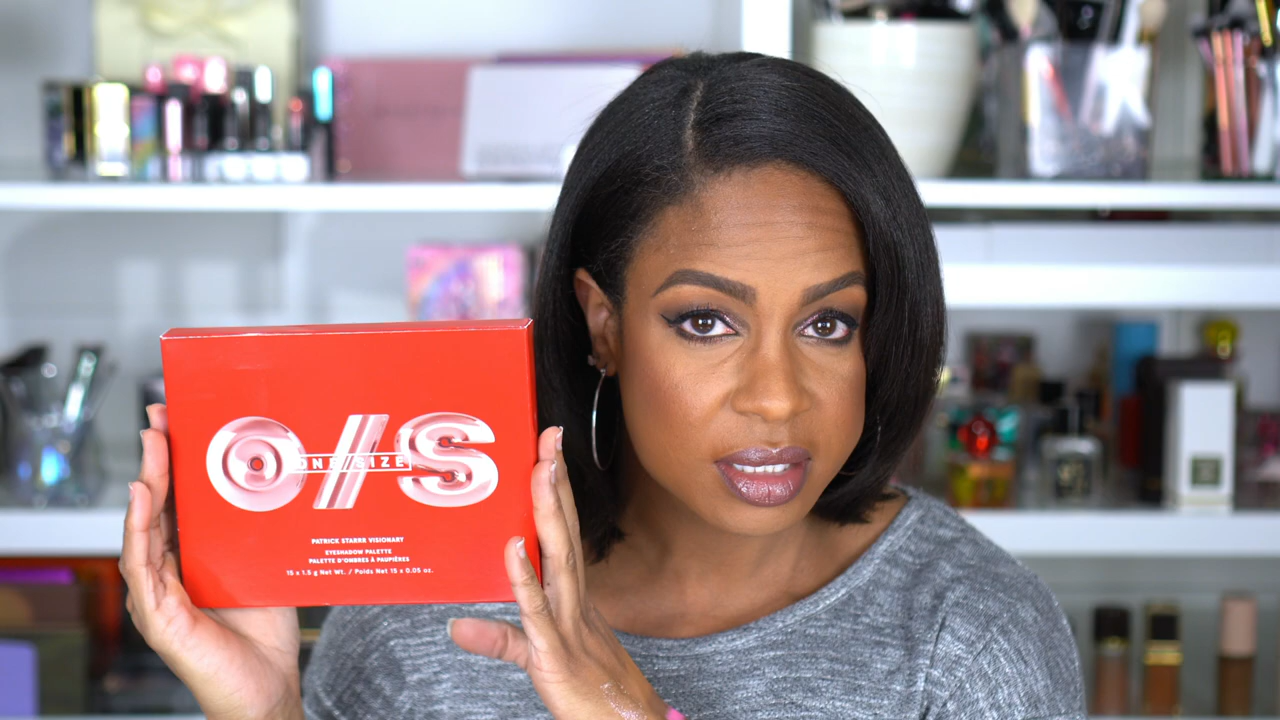 O/S
ONE/SIZE
PATRICK STARRR VISIONARY
EYESHADOW PALETTE
PALETTE D'OMBRES À PAUPIÈRES
15 x 1.5 g Net Wt. / Poids Net 15 x 0.05 oz.